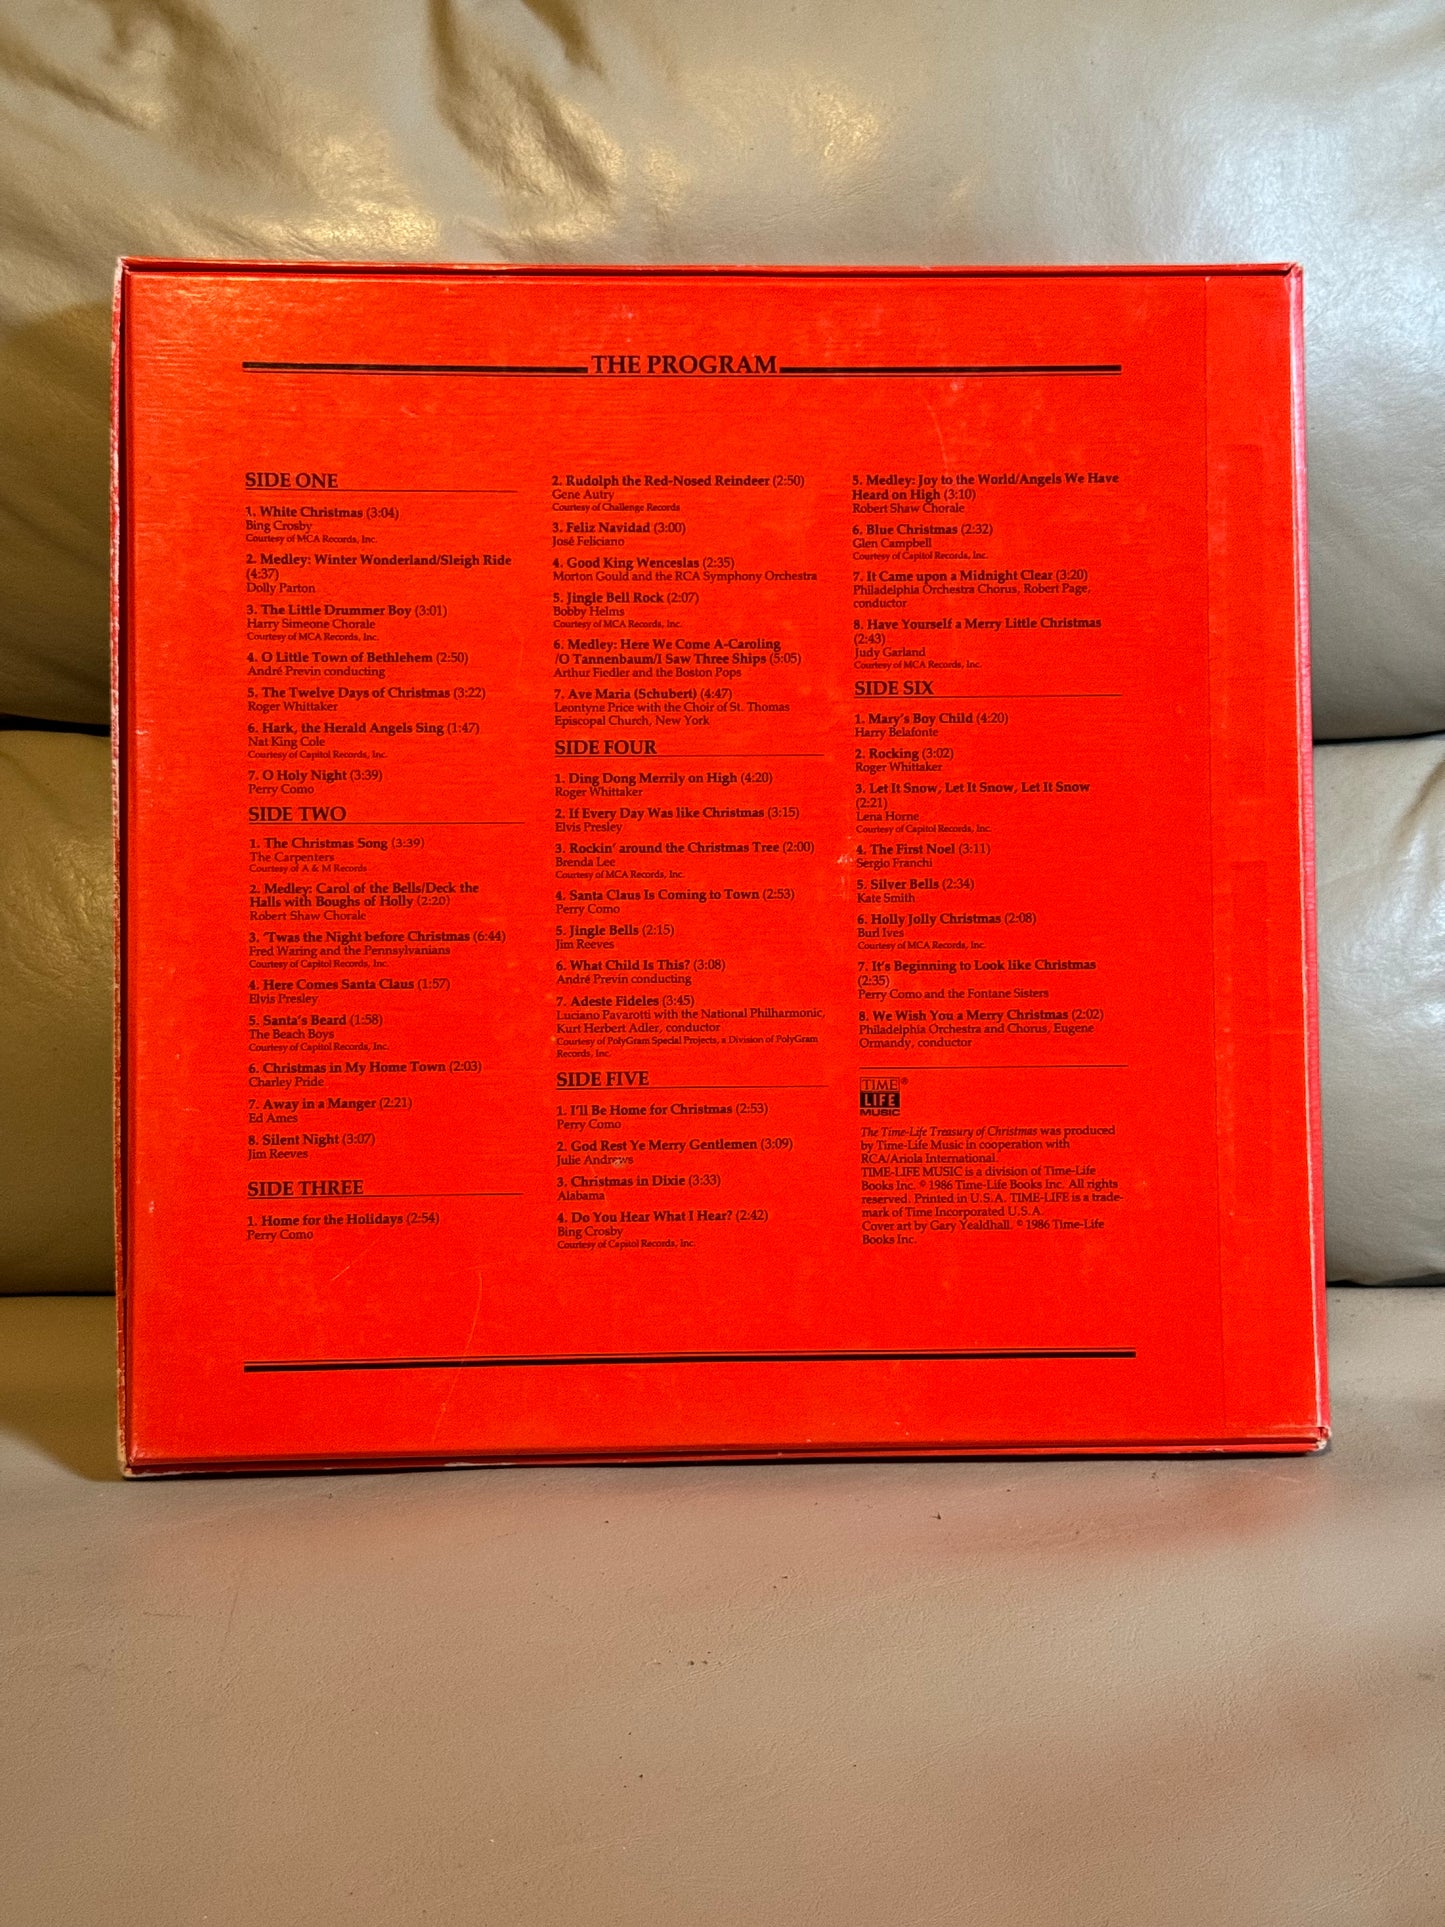 THE PROGRAM
SIDE ONE
1. White Christmas (3:04)
Bing Crosby
Courtesy of MCA Records, Inc.
2. Medley: Winter Wonderland/Sleigh Ride
(4:37)
Dolly Parton
3. The Little Drummer Boy (3:01)
Harry Simeone Chorale
Courtesy of MCA Records, Inc.
4. O Little Town of Bethlehem (2:50)
André Previn conducting
5. The Twelve Days of Christmas (3:22)
Roger Whittaker
6. Hark, the Herald Angels Sing (1:47)
Nat King Cole
Courtesy of Capitol Records, Inc.
7. O Holy Night (3:39)
Perry Como
SIDE TWO
1. The Christmas Song (3:39)
The Carpenters
Courtesy of A & M Records
2. Medley: Carol of the Bells/Deck the
Halls with Boughs of Holly (2:20)
Robert Shaw Chorale
3. 'Twas the Night before Christmas (6:44)
Fred Waring and the Pennsylvanians
Courtesy of Capitol Records, Inc.
4. Here Comes Santa Claus (1:57)
Elvis Presley
5. Santa's Beard (1:58)
The Beach Boys
Courtesy of Capitol Records, Inc.
6. Christmas in My Home Town (2:03)
Charley Pride
7. Away in a Manger (2:21)
Ed Ames
8. Silent Night (3:07)
Jim Reeves
SIDE THREE
1. Home for the Holidays (2:54)
Perry Como
2. Rudolph the Red-Nosed Reindeer (2:50)
Gene Autry
Courtesy of Challenge Records
3. Feliz Navidad (3:00)
José Feliciano
4. Good King Wenceslas (2:35)
Morton Gould and the RCA Symphony Orchestra
5. Jingle Bell Rock (2:07)
Bobby Helms
Courtesy of MCA Records, Inc.
6. Medley: Here We Come A-Caroling
/O Tannenbaum/I Saw Three Ships (5:05)
Arthur Fiedler and the Boston Pops
7. Ave Maria (Schubert) (4:47)
Leontyne Price with the Choir of St. Thomas
Episcopal Church, New York
SIDE FOUR
1. Ding Dong Merrily on High (4:20)
Roger Whittaker
2. If Every Day Was like Christmas (3:15)
Elvis Presley
3. Rockin' around the Christmas Tree (2:00)
Brenda Lee
Courtesy of MCA Records, Inc.
4. Santa Claus Is Coming to Town (2:53)
Perry Como
5. Jingle Bells (2:15)
Jim Reeves
6. What Child Is This? (3:08)
André Previn conducting
7. Adeste Fideles (3:45)
Luciano Pavarotti with the National Philharmonic,
Kurt Herbert Adler, conductor
Courtesy of PolyGram Special Projects, a Division of PolyGram
Records, Inc.
SIDE FIVE
1. I'll Be Home for Christmas (2:53)
Perry Como
2. God Rest Ye Merry Gentlemen (3:09)
Julie Andrews
3. Christmas in Dixie (3:33)
Alabama
4. Do You Hear What I Hear? (2:42)
Bing Crosby
Courtesy of Capitol Records, Inc.
5. Medley: Joy to the World/Angels We Have
Heard on High (3:10)
Robert Shaw Chorale
6. Blue Christmas (2:32)
Glen Campbell
Courtesy of Capitol Records, Inc.
7. It Came upon a Midnight Clear (3:20)
Philadelphia Orchestra Chorus, Robert Page,
conductor
8. Have Yourself a Merry Little Christmas
(2:43)
Judy Garland
Courtesy of MCA Records, Inc.
SIDE SIX
1. Mary's Boy Child (4:20)
Harry Belafonte
2. Rocking (3:02)
Roger Whittaker
3. Let It Snow, Let It Snow, Let It Snow
(2:21)
Lena Horne
Courtesy of Capitol Records, Inc.
4. The First Noel (3:11)
Sergio Franchi
5. Silver Bells (2:34)
Kate Smith
6. Holly Jolly Christmas (2:08)
Burl Ives
Courtesy of MCA Records, Inc.
7. It's Beginning to Look like Christmas
(2:35)
Perry Como and the Fontane Sisters
8. We Wish You a Merry Christmas (2:02)
Philadelphia Orchestra and Chorus, Eugene
Ormandy, conductor
TIME ®
LIFE
MUSIC
The Time-Life Treasury of Christmas was produced
by Time-Life Music in cooperation with
RCA/Ariola International.
TIME-LIFE MUSIC is a division of Time-Life
Books Inc. © 1986 Time-Life Books Inc. All rights
reserved. Printed in U.S.A. TIME-LIFE is a trade-
mark of Time Incorporated U.S.A.
Cover art by Gary Yealdhall. © 1986 Time-Life
Books Inc.